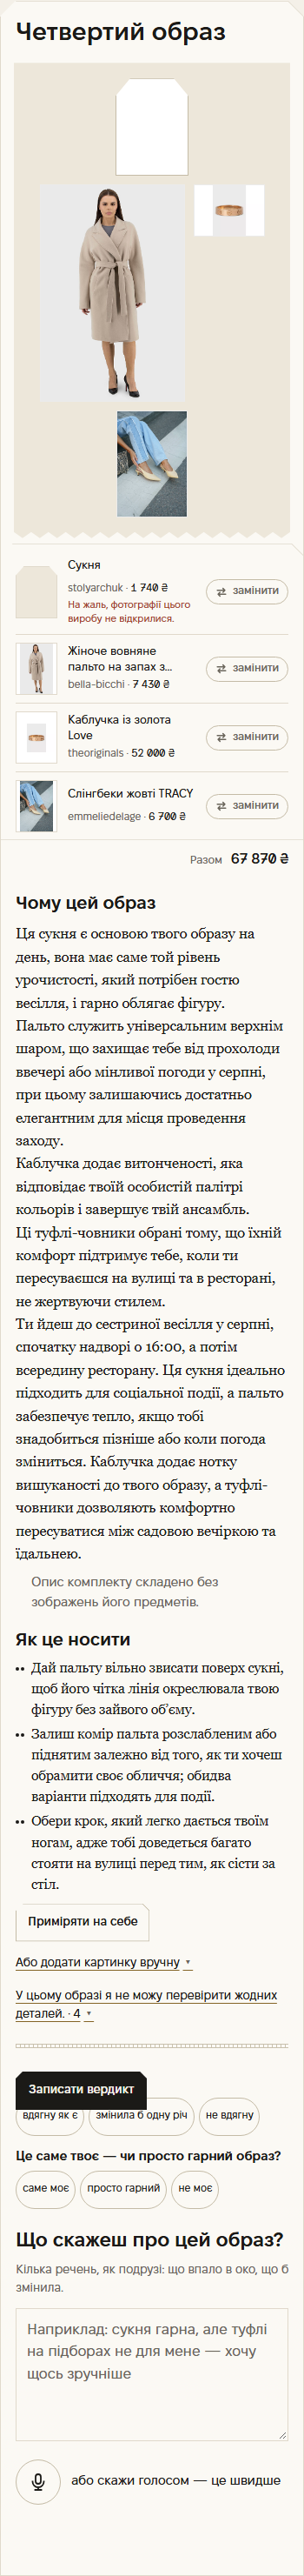 Четвертий образ
Сукня
stolyarchuk · 1 740 ₴
На жаль, фотографії цього
виробу не відкрилися.
замінити
Жіноче вовняне
пальто на запах з...
bella-bicchi · 7 430 ₴
замінити
Каблучка із золота
Love
theoriginals · 52 000 ₴
замінити
Слінгбеки жовті TRACY
emmeliedelage · 6 700 ₴
замінити
Разом 67 870 ₴
Чому цей образ
Ця сукня є основою твого образу на
день, вона має саме той рівень
урочистості, який потрібен гостю
весілля, і гарно облягає фігуру.
Пальто служить універсальним верхнім
шаром, що захищає тебе від прохолоди
ввечері або мінливої погоди у серпні,
при цьому залишаючись достатньо
елегантним для місця проведення
заходу.
Каблучка додає витонченості, яка
відповідає твоїй особистій палітрі
кольорів і завершує твій ансамбль.
Ці туфлі-човники обрані тому, що їхній
комфорт підтримує тебе, коли ти
пересуваєшся на вулиці та в ресторані,
не жертвуючи стилем.
Ти йдеш до сестриної весілля у серпні,
спочатку надворі о 16:00, а потім
всередину ресторану. Ця сукня ідеально
підходить для соціальної події, а пальто
забезпечує тепло, якщо тобі
знадобиться пізніше або коли погода
зміниться. Каблучка додає нотку
вишуканості до твого образу, а туфлі-
човники дозволяють комфортно
пересуватися між садовою вечіркою та
їдальнею.
Опис комплекту складено без
зображень його предметів.
Як це носити
Дай пальту вільно звисати поверх сукні,
щоб його чітка лінія окреслювала твою
фігуру без зайвого об'єму.
Залиш комір пальта розслабленим або
піднятим залежно від того, як ти хочеш
обрамити своє обличчя; обидва
варіанти підходять для події.
Обери крок, який легко дається твоїм
ногам, адже тобі доведеться багато
стояти на вулиці перед тим, як сісти за
стіл.
Приміряти на себе
Або додати картинку вручну
У цьому образі я не можу перевірити жодних
деталей. · 4
Записати вердикт
вдягну як є змінила б одну річ не вдягну
Це саме твоє — чи просто гарний образ?
саме моє просто гарний не моє
Що скажеш про цей образ?
Кілька речень, як подрузі: що впало в око, що б
змінила.
Наприклад: сукня гарна, але туфлі
на підборах не для мене — хочу
щось зручніше
або скажи голосом — це швидше